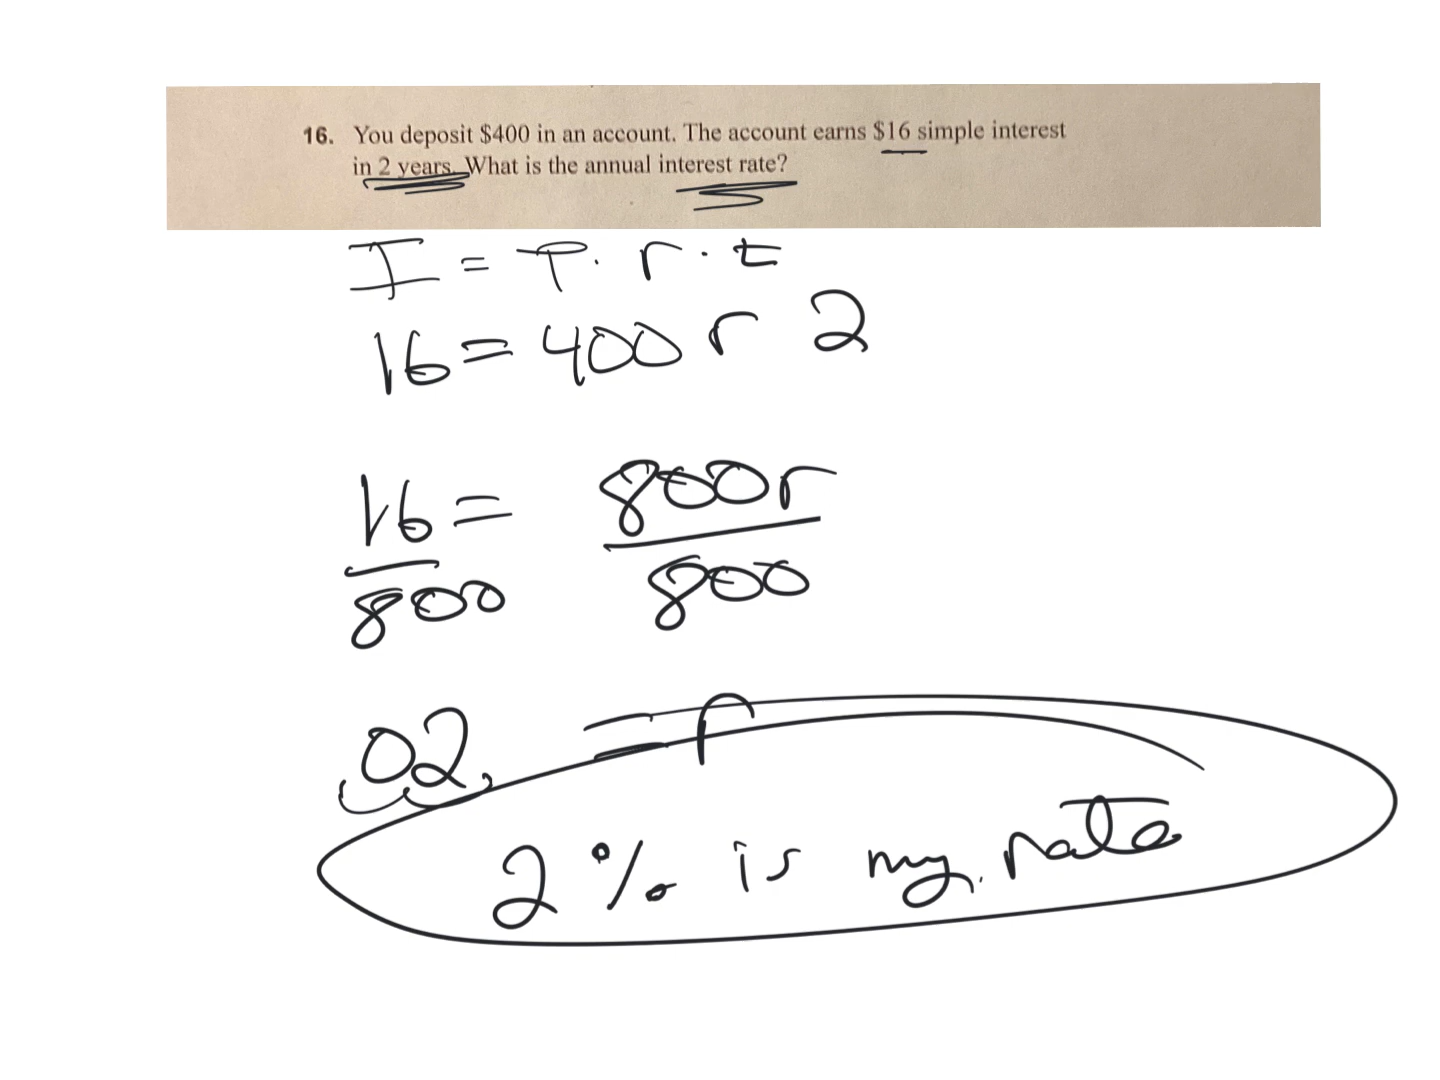 16. You deposit $400 in an account. The account earns $16 simple interest
in 2 years. What is the annual interest rate?
I = P. r. t
16 = 400 r 2
16 = 800r
800 800
.02 = r
2% is my rate